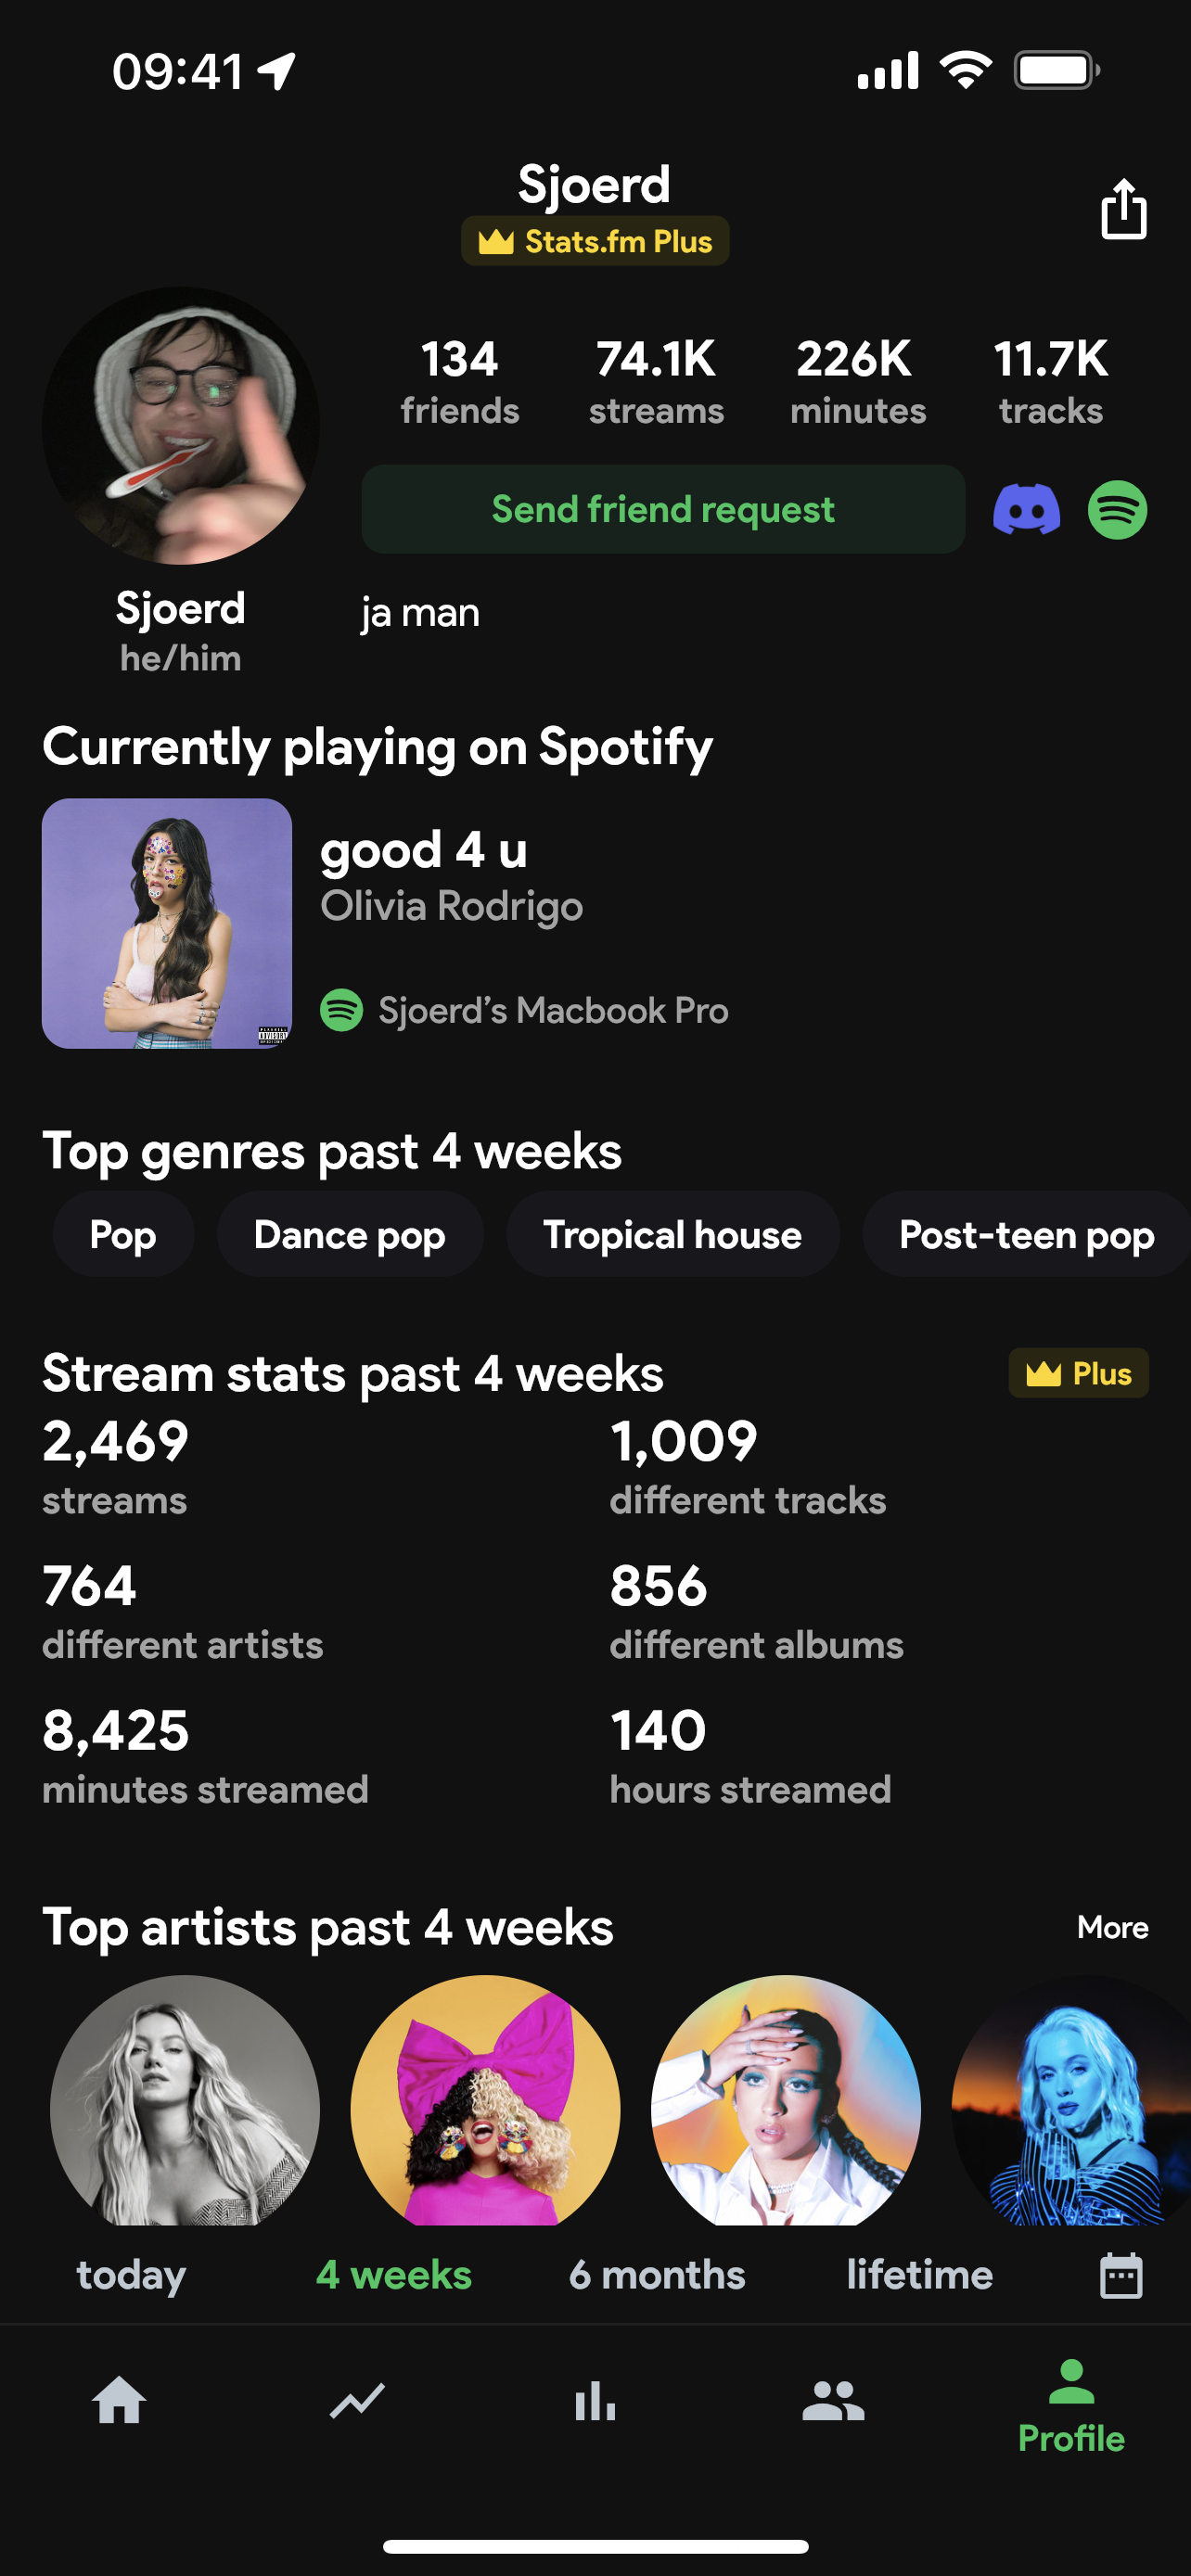 09:41
Sjoerd
Stats.fm Plus
134 74.1K 226K 11.7K
friends streams minutes tracks
Send friend request
Sjoerd
he/him
ja man
Currently playing on Spotify
good 4 u
Olivia Rodrigo
Sjoerd’s Macbook Pro
Top genres past 4 weeks
Pop Dance pop Tropical house Post-teen pop
Stream stats past 4 weeks Plus
2,469 1,009
streams different tracks
764 856
different artists different albums
8,425 140
minutes streamed hours streamed
Top artists past 4 weeks More
today 4 weeks 6 months lifetime
Profile